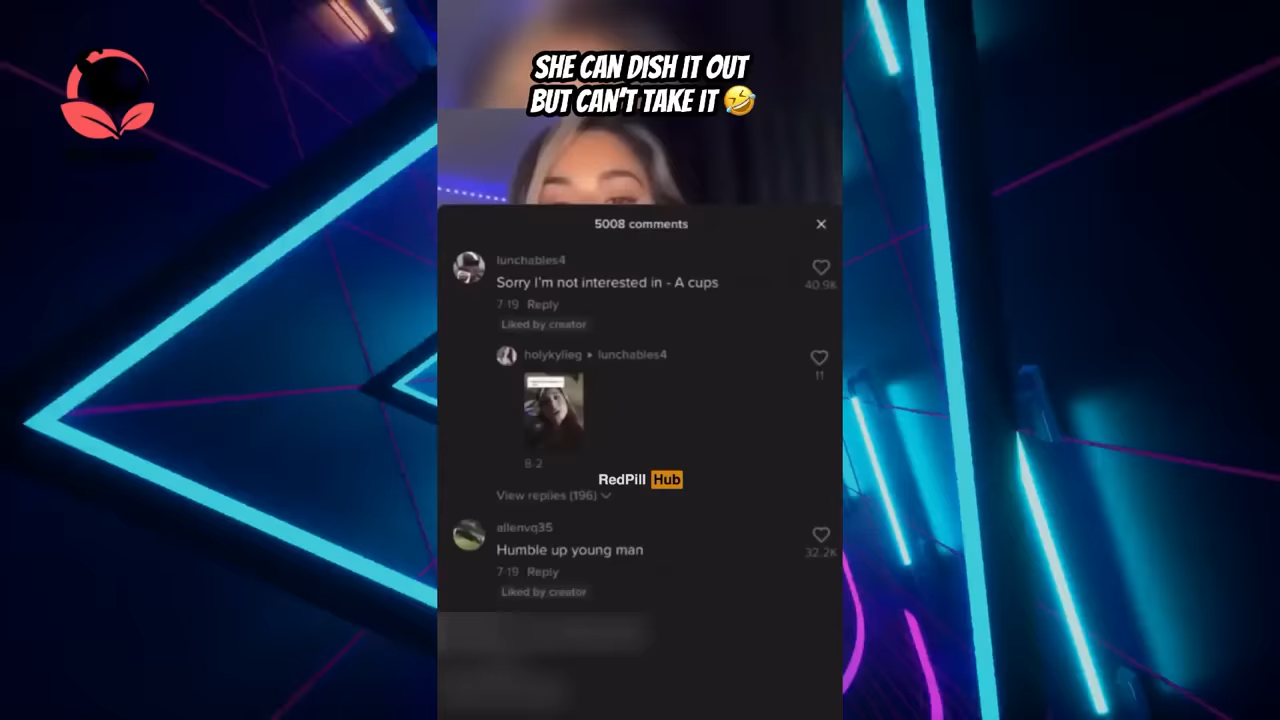 SHE CAN DISH IT OUT
BUT CAN'T TAKE IT 🤣
5008 comments
lunchables4
Sorry I'm not interested in - A cups
40.9K
7-19 Reply
Liked by creator
holykylieg ▸ lunchables4
11
8-2
RedPill Hub
View replies (196)
allenvq35
Humble up young man
32.2K
7-19 Reply
Liked by creator